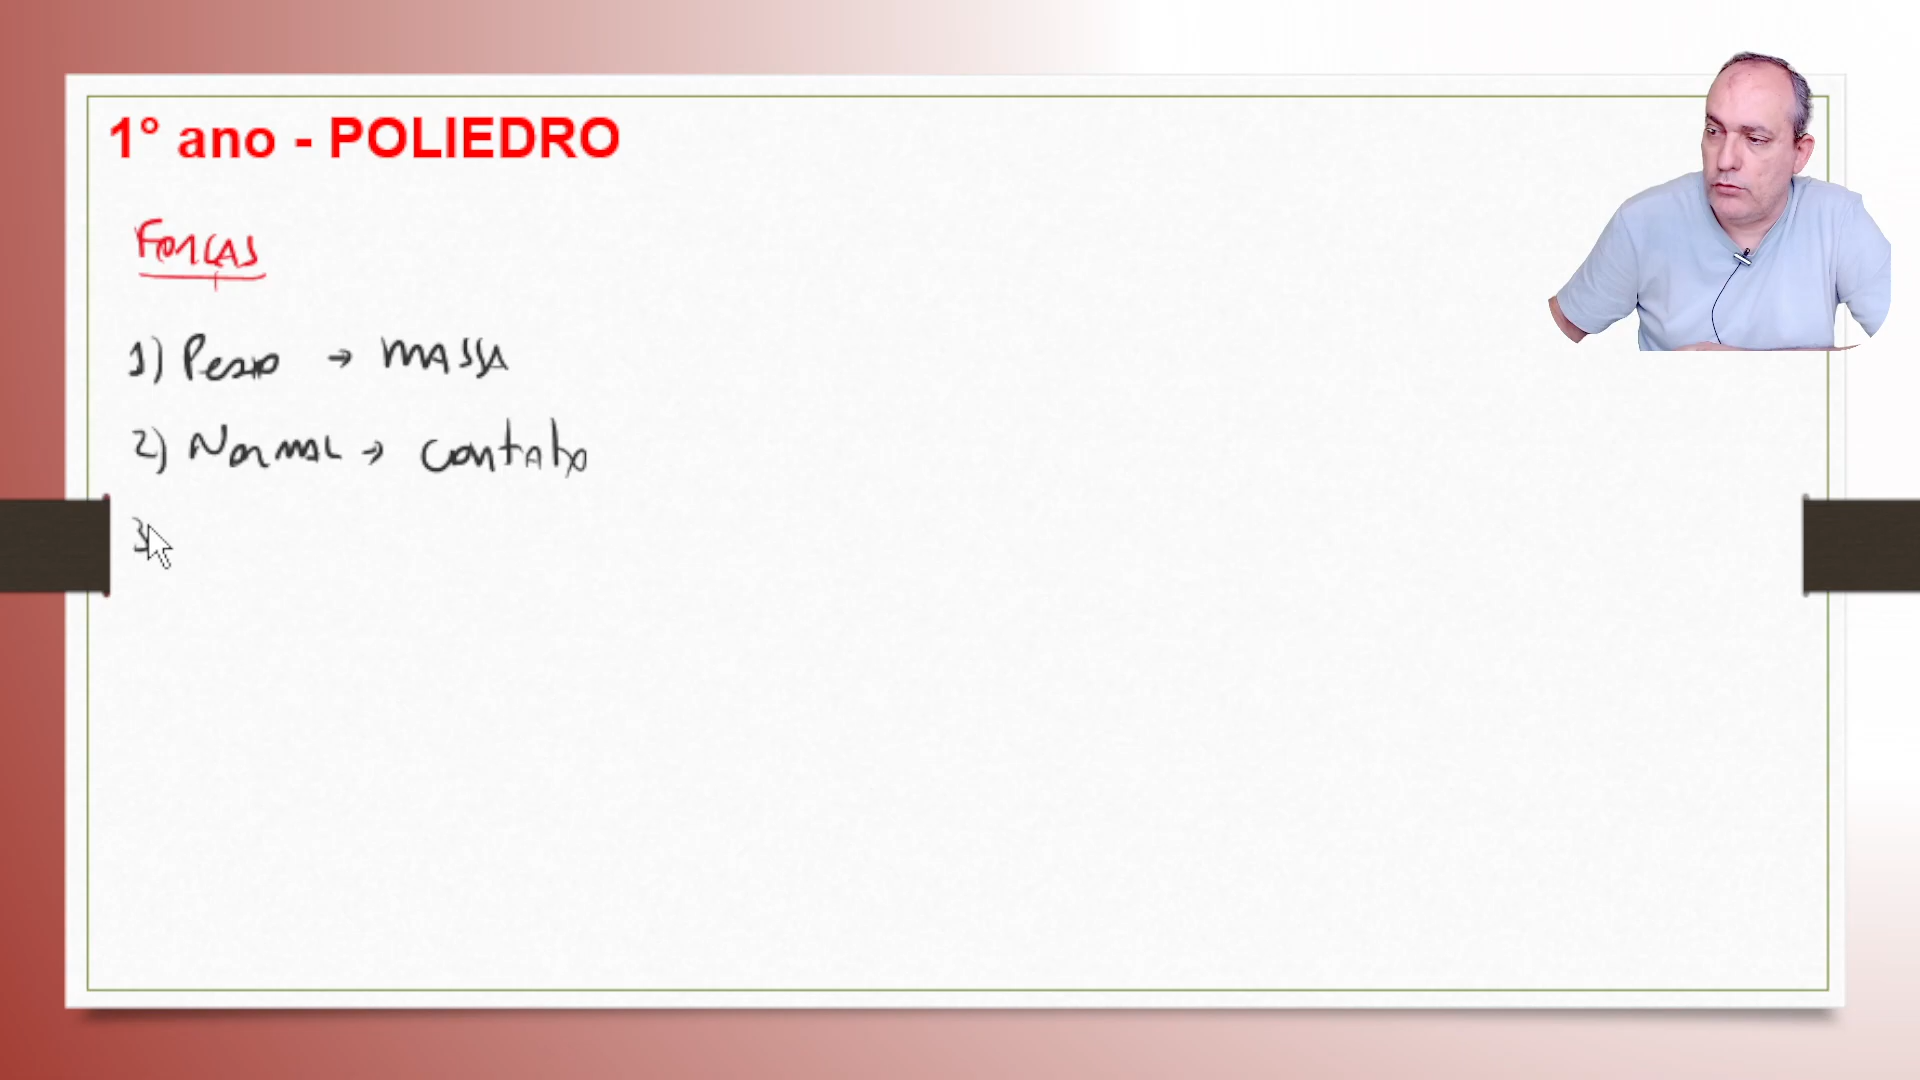 1° ano - POLIEDRO
Forças
1) Peso → massa
2) Normal → contato
3